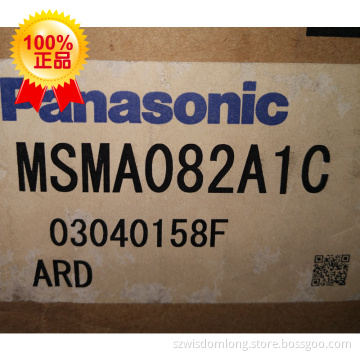 100%
正品
Panasonic
MSMA082A1C
03040158F
ARD
szwisdomlong.store.bossgoo.com